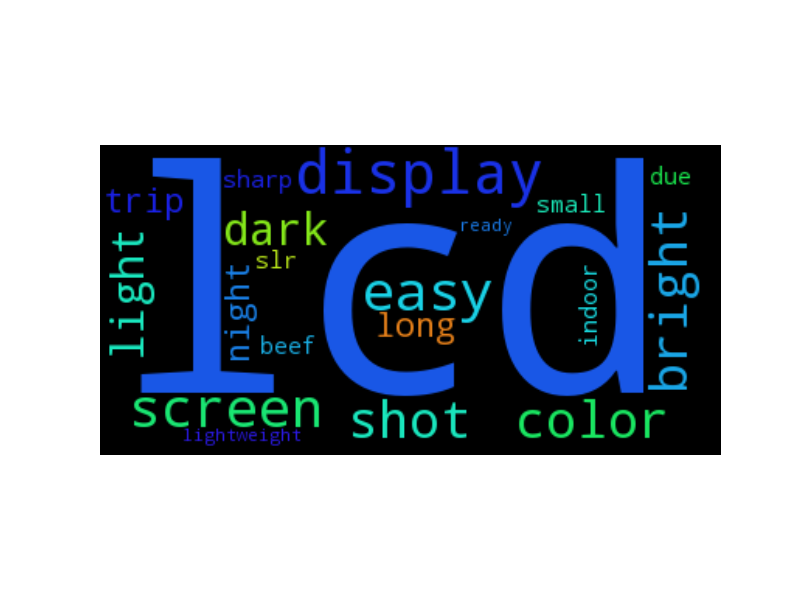 display
sharp
due
trip
small
dark
ready
lcd
slr
light
night
easy
indoor
bright
long
beef
screen
shot
color
lightweight